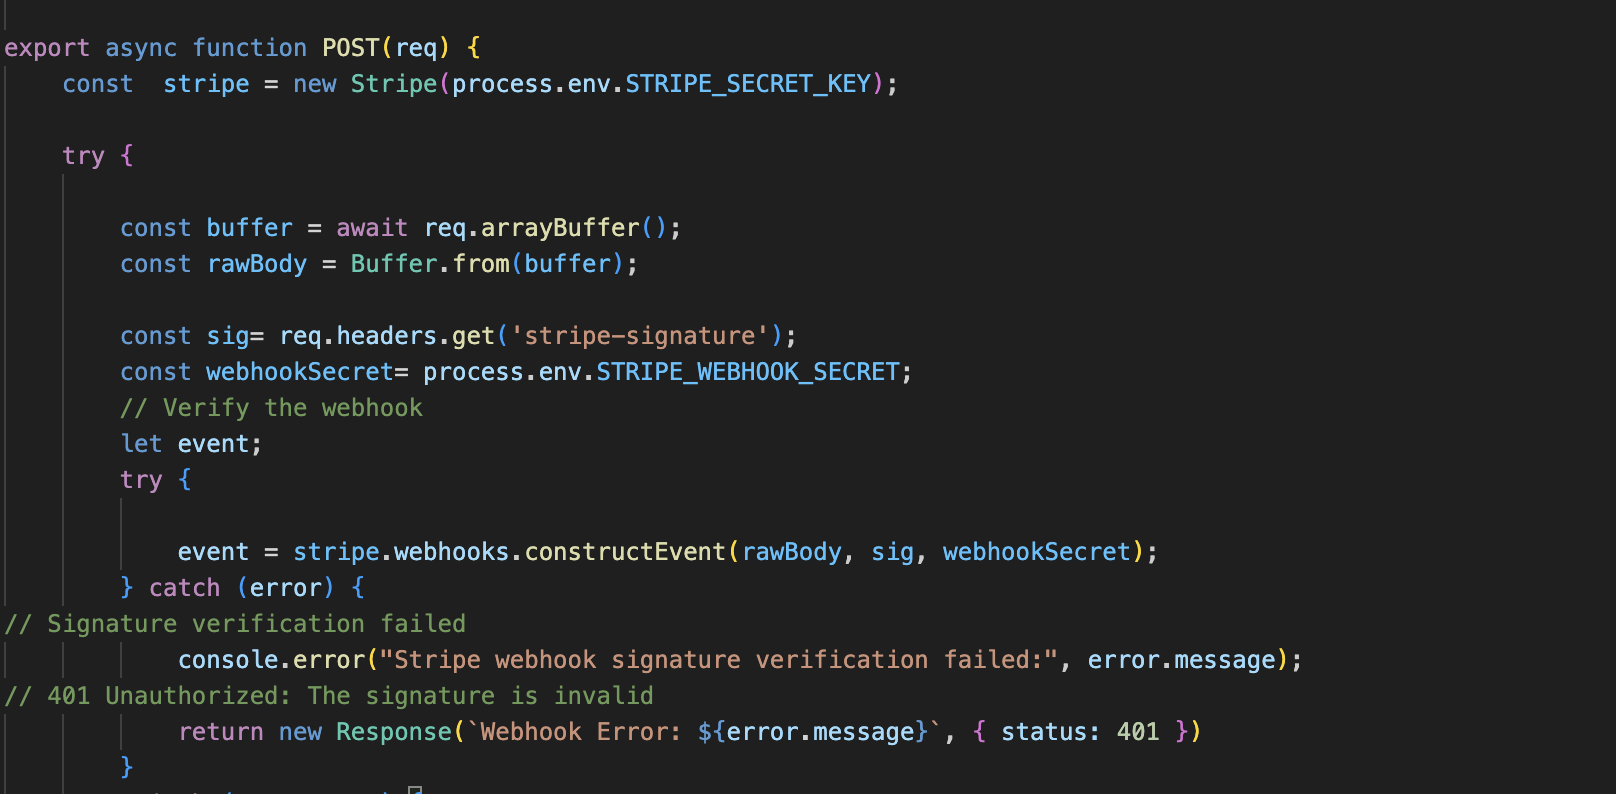 export async function POST(req) {
const  stripe = new Stripe(process.env.STRIPE_SECRET_KEY);
try {
const buffer = await req.arrayBuffer();
const rawBody = Buffer.from(buffer);
const sig= req.headers.get('stripe-signature');
const webhookSecret= process.env.STRIPE_WEBHOOK_SECRET;
// Verify the webhook
let event;
try {
event = stripe.webhooks.constructEvent(rawBody, sig, webhookSecret);
} catch (error) {
// Signature verification failed
console.error("Stripe webhook signature verification failed:", error.message);
// 401 Unauthorized: The signature is invalid
return new Response(`Webhook Error: ${error.message}`, { status: 401 })
}